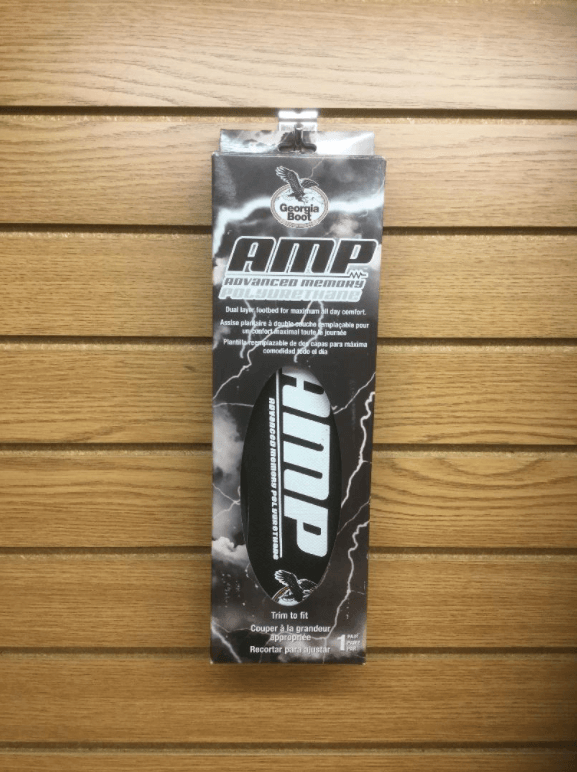 Georgia
Boot
AMP
ADVANCED MEMORY
POLYURETHANE
Dual layer footbed for maximum all day comfort.
Assise plantaire à double couche remplaçable pour
un confort maximal toute la journée
Plantilla reemplazable de dos capas para máxima
comodidad todo el día
AMP
ADVANCED MEMORY POLYURETHANE
Trim to fit
Couper à la grandeur
appropriée
Recortar para ajustar
1